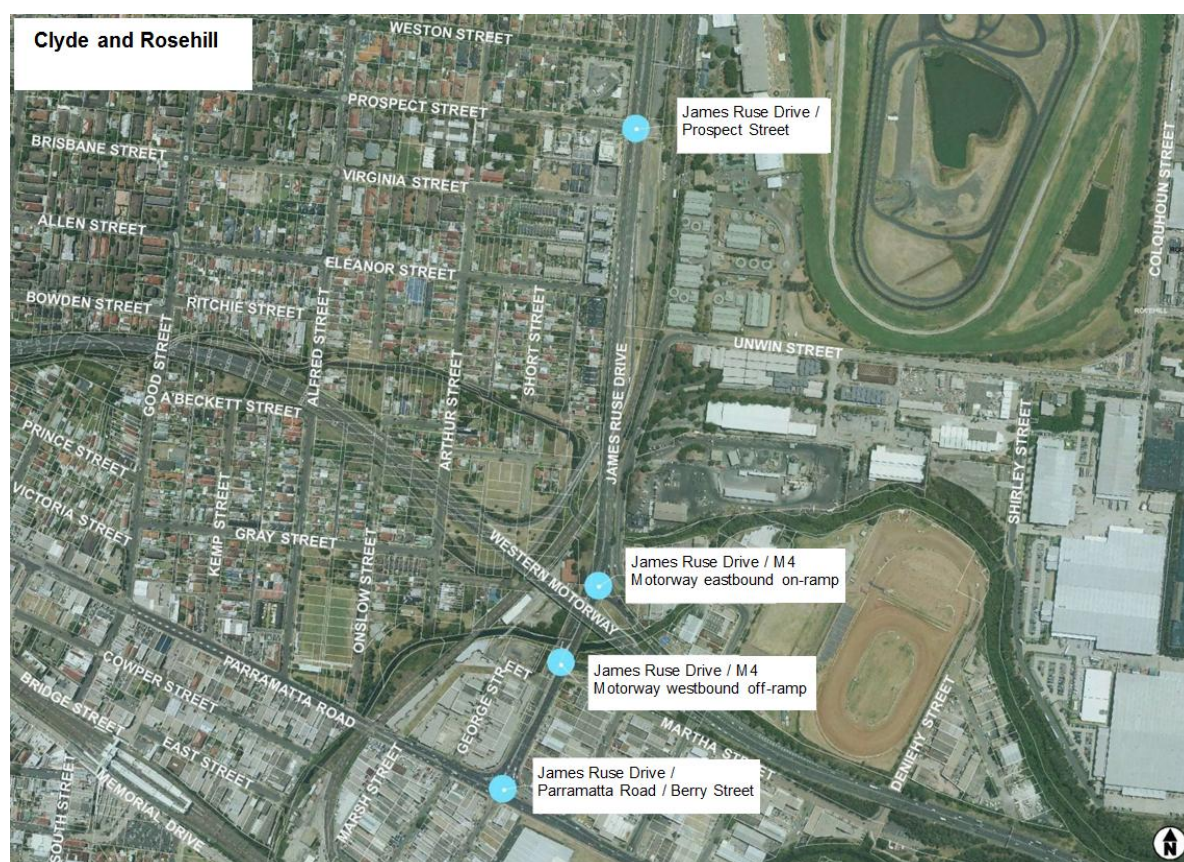 Clyde and Rosehill
WESTON STREET
PROSPECT STREET
James Ruse Drive /
Prospect Street
BRISBANE STREET
VIRGINIA STREET
ALLEN STREET
ELEANOR STREET
COLQUHOUN STREET
BOWDEN STREET
RITCHIE STREET
ROSEHILL
GOOD STREET
ALFRED STREET
SHORT STREET
JAMES RUSE DRIVE
UNWIN STREET
A'BECKETT STREET
ARTHUR STREET
PRINCE STREET
SHIRLEY STREET
VICTORIA STREET
KEMP STREET
GRAY STREET
ONSLOW STREET
WESTERN MOTORWAY
James Ruse Drive / M4
Motorway eastbound on-ramp
COWPER STREET
PARRAMATTA ROAD
GEORGE STREET
James Ruse Drive / M4
Motorway westbound off-ramp
BRIDGE STREET
EAST STREET
MARTHA STREET
DENIEHY STREET
MEMORIAL DRIVE
SOUTH STREET
MARSH STREET
James Ruse Drive /
Parramatta Road / Berry Street
N